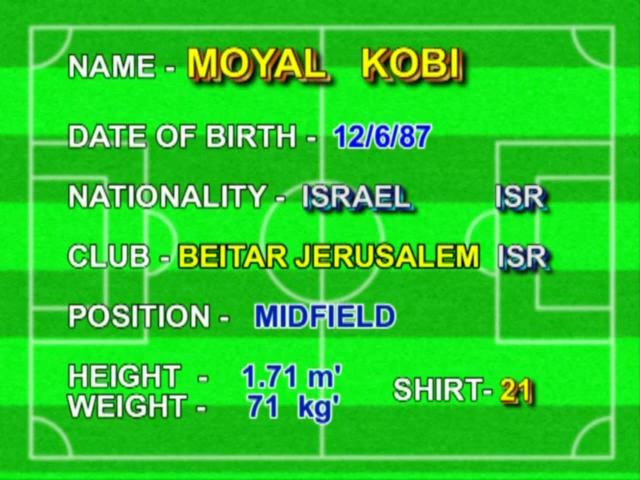 NAME - MOYAL KOBI
DATE OF BIRTH - 12/6/87
NATIONALITY - ISRAEL ISR
CLUB - BEITAR JERUSALEM ISR
POSITION - MIDFIELD
HEIGHT - 1.71 m'
WEIGHT - 71 kg'
SHIRT- 21